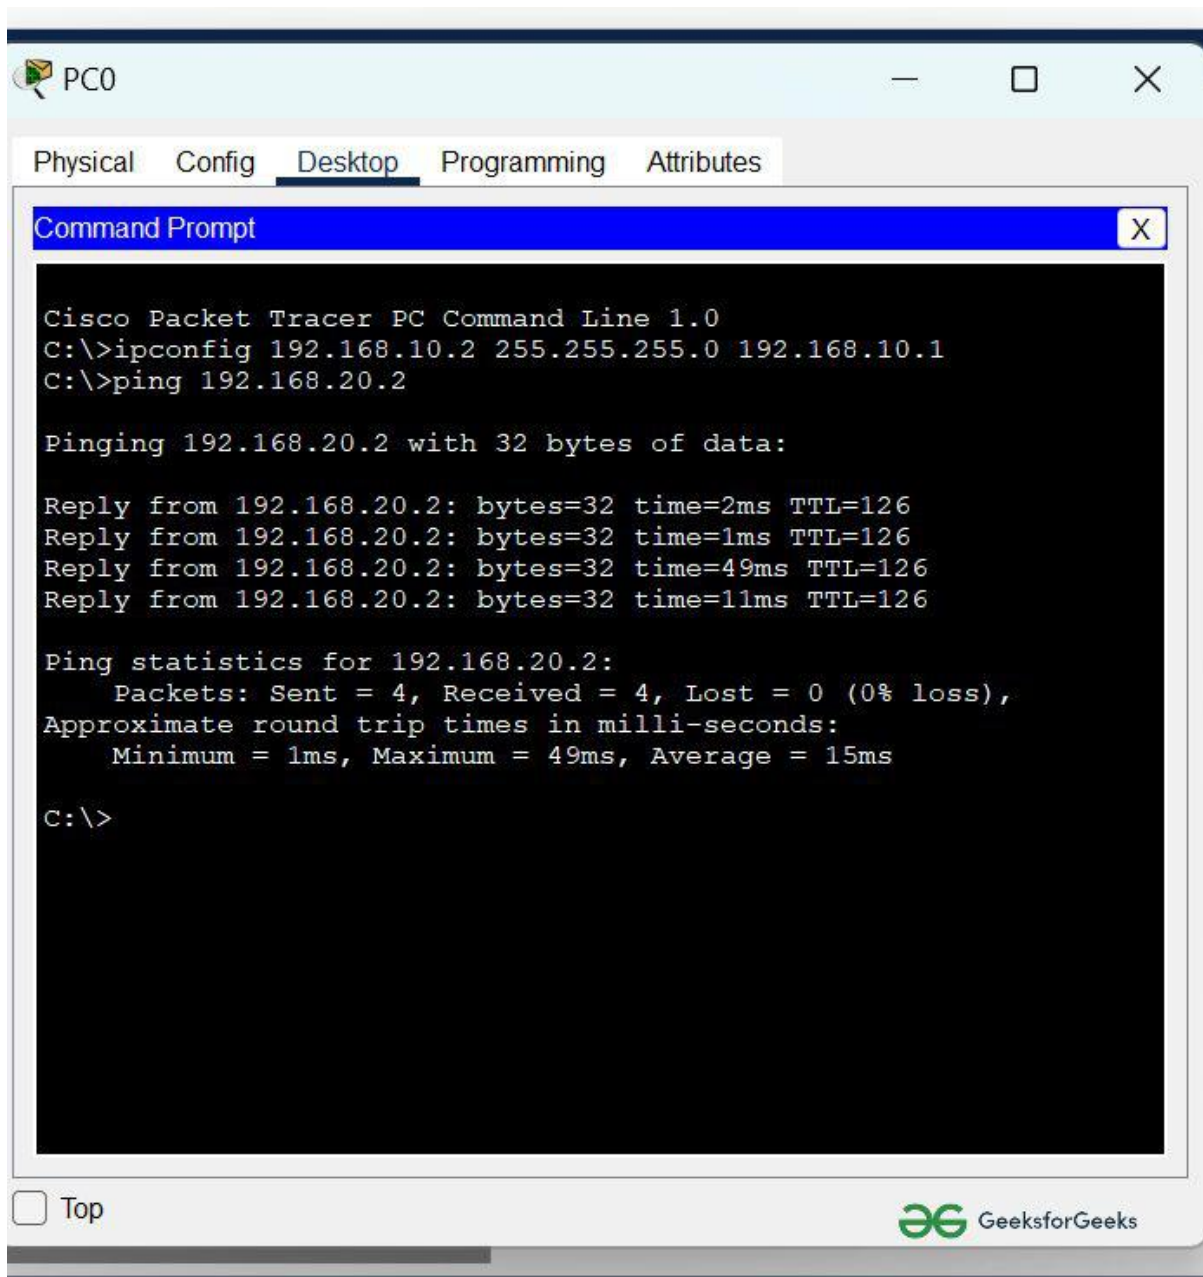 PC0
Physical Config Desktop Programming Attributes
Command Prompt X
Cisco Packet Tracer PC Command Line 1.0
C:\>ipconfig 192.168.10.2 255.255.255.0 192.168.10.1
C:\>ping 192.168.20.2
Pinging 192.168.20.2 with 32 bytes of data:
Reply from 192.168.20.2: bytes=32 time=2ms TTL=126
Reply from 192.168.20.2: bytes=32 time=1ms TTL=126
Reply from 192.168.20.2: bytes=32 time=49ms TTL=126
Reply from 192.168.20.2: bytes=32 time=11ms TTL=126
Ping statistics for 192.168.20.2:
Packets: Sent = 4, Received = 4, Lost = 0 (0% loss),
Approximate round trip times in milli-seconds:
Minimum = 1ms, Maximum = 49ms, Average = 15ms
C:\>
Top
GeeksforGeeks